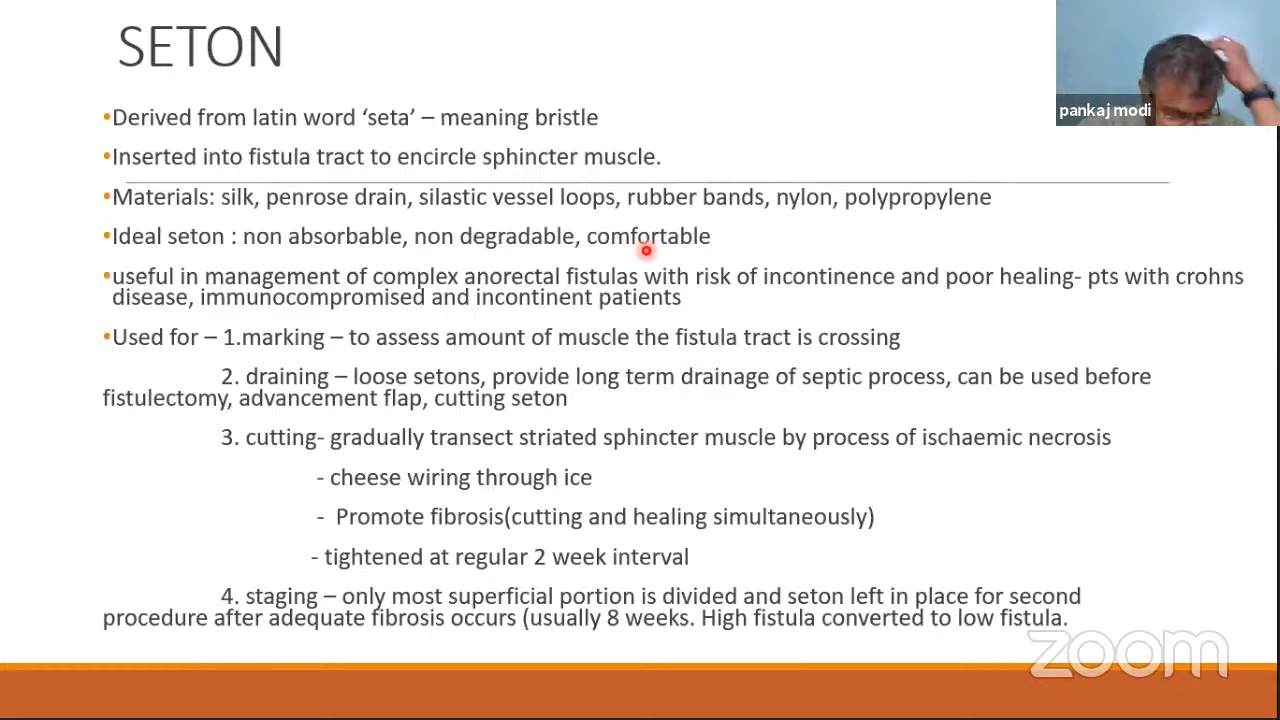 SETON
pankaj modi
•Derived from latin word ‘seta’ – meaning bristle
•Inserted into fistula tract to encircle sphincter muscle.
•Materials: silk, penrose drain, silastic vessel loops, rubber bands, nylon, polypropylene
•Ideal seton : non absorbable, non degradable, comfortable
•useful in management of complex anorectal fistulas with risk of incontinence and poor healing- pts with crohns
disease, immunocompromised and incontinent patients
•Used for – 1.marking – to assess amount of muscle the fistula tract is crossing
2. draining – loose setons, provide long term drainage of septic process, can be used before
fistulectomy, advancement flap, cutting seton
3. cutting- gradually transect striated sphincter muscle by process of ischaemic necrosis
- cheese wiring through ice
- Promote fibrosis(cutting and healing simultaneously)
- tightened at regular 2 week interval
4. staging – only most superficial portion is divided and seton left in place for second
procedure after adequate fibrosis occurs (usually 8 weeks. High fistula converted to low fistula.
zoom